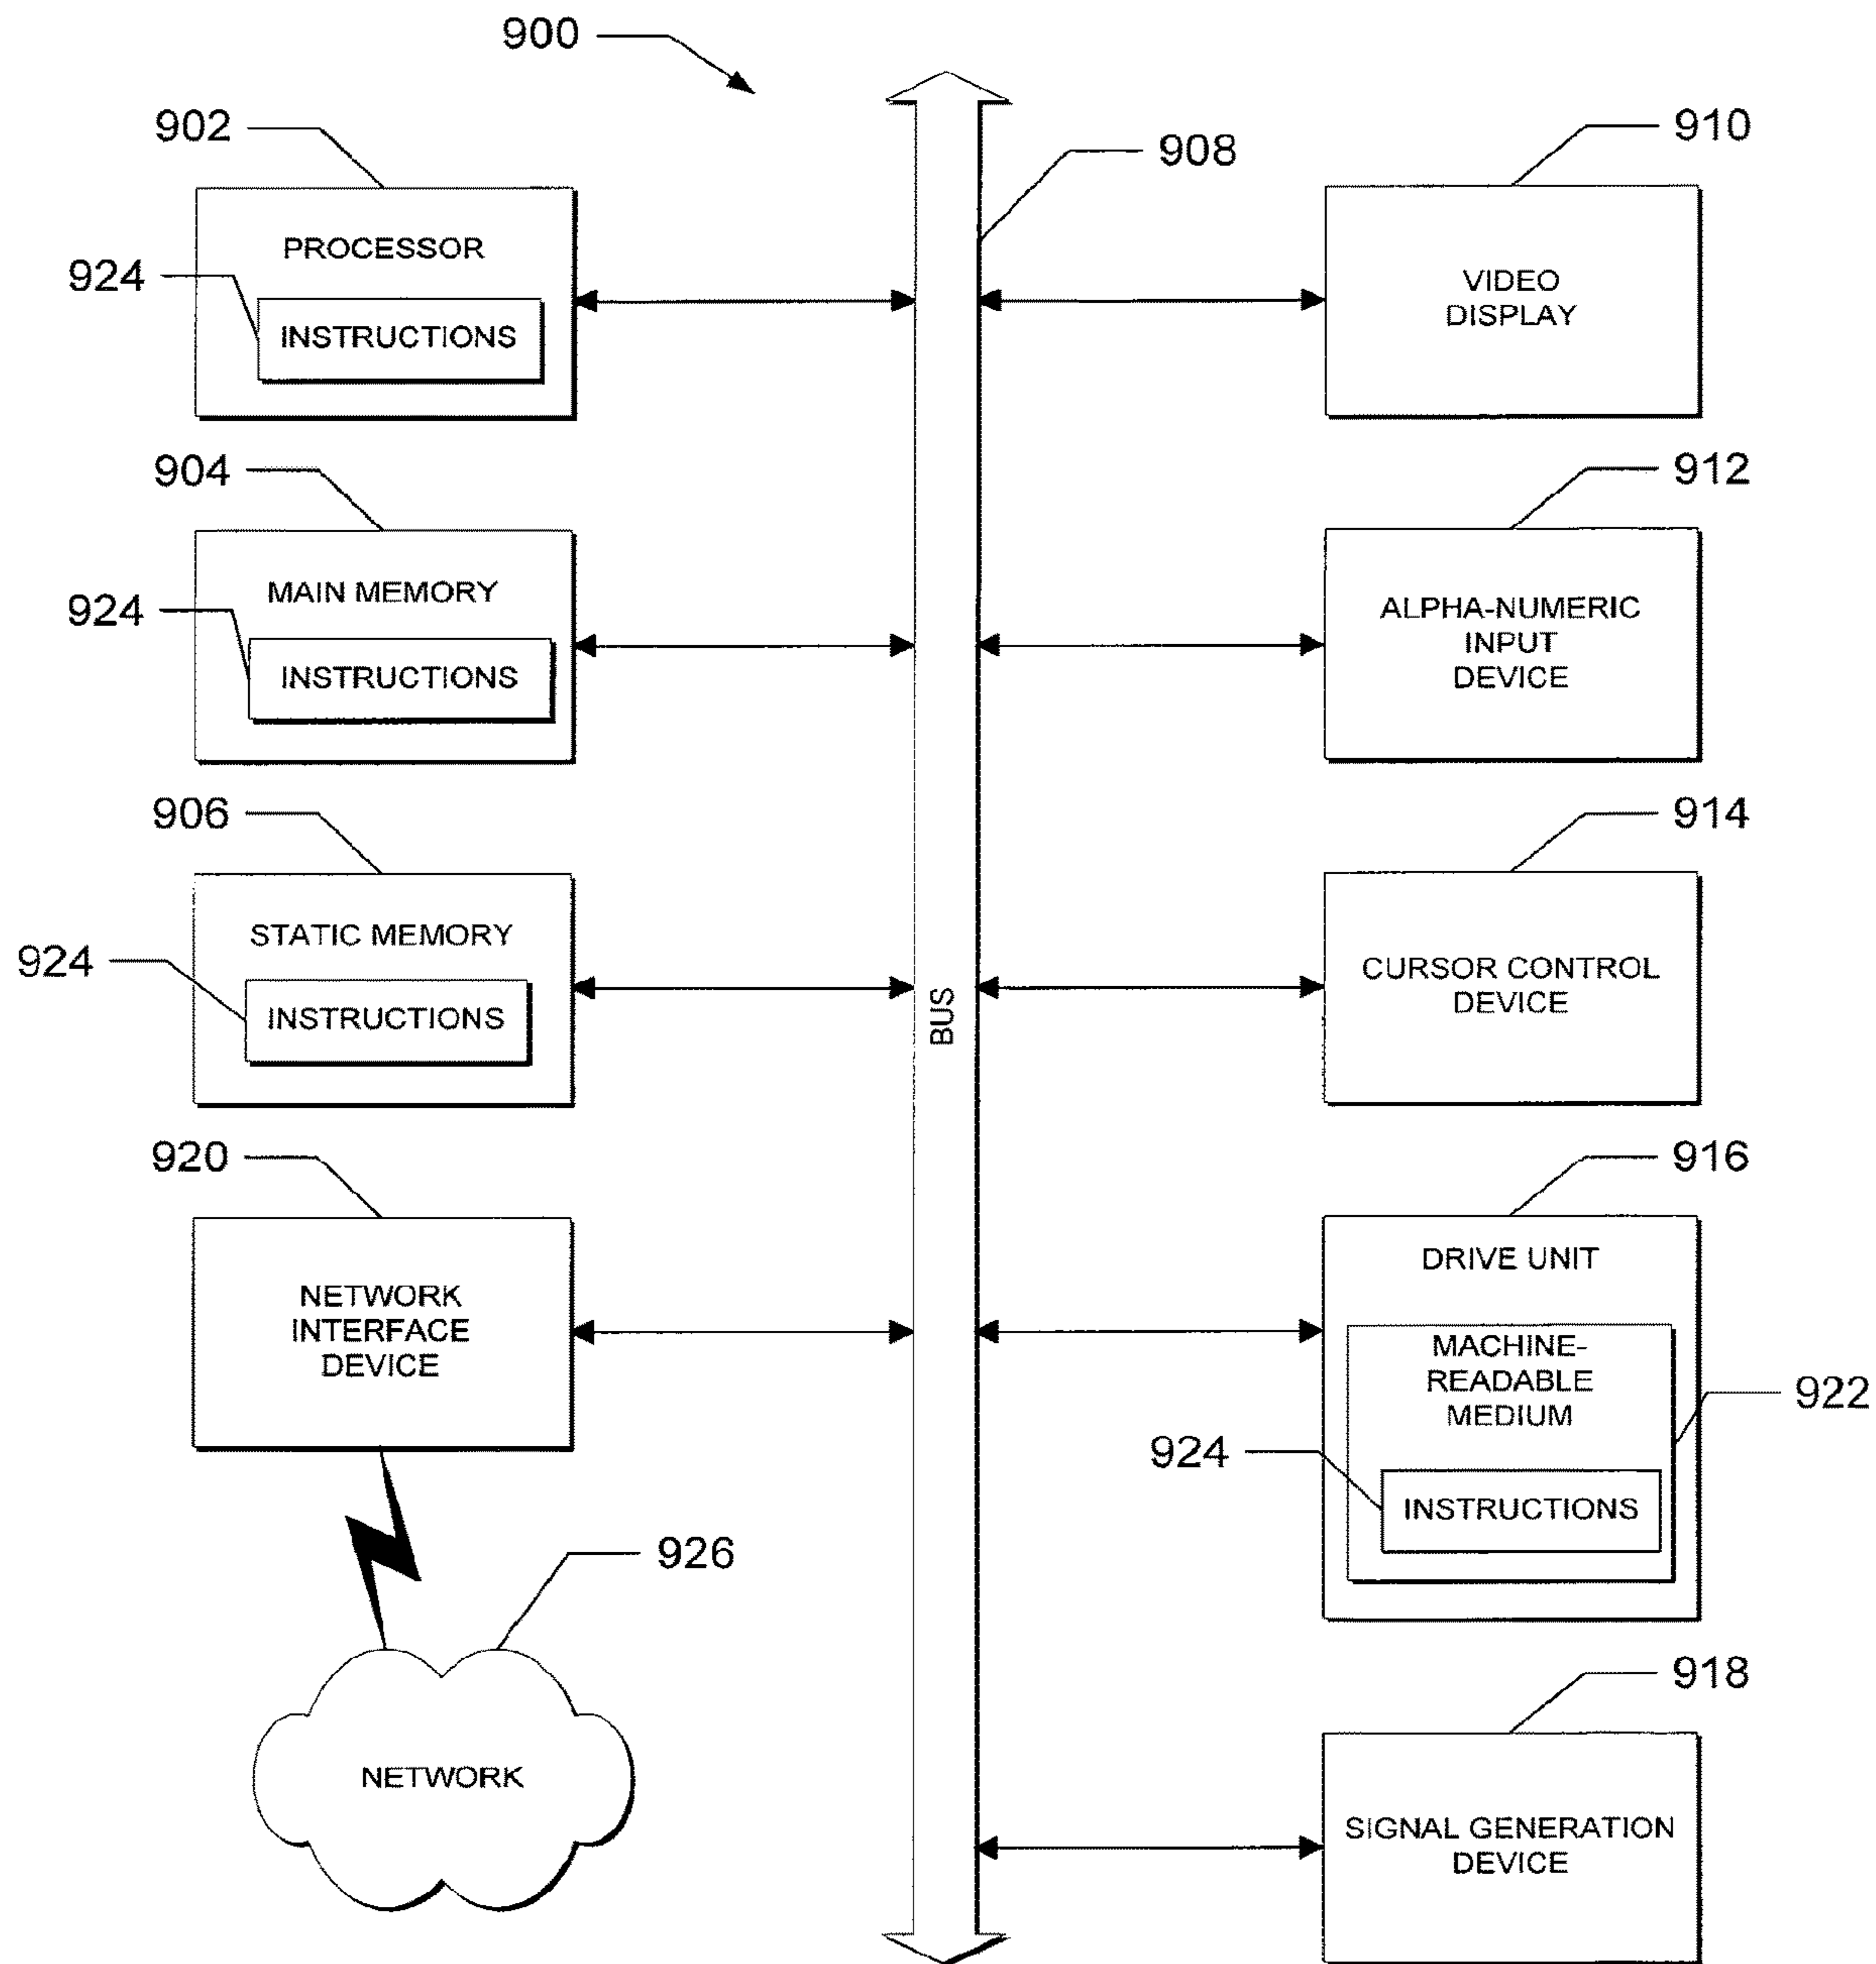 900
902
908
910
PROCESSOR
924
INSTRUCTIONS
VIDEO
DISPLAY
904
912
MAIN MEMORY
924
INSTRUCTIONS
ALPHA-NUMERIC
INPUT
DEVICE
906
914
STATIC MEMORY
924
INSTRUCTIONS
CURSOR CONTROL
DEVICE
BUS
920
916
NETWORK
INTERFACE
DEVICE
DRIVE UNIT
MACHINE-
READABLE
MEDIUM
922
924
INSTRUCTIONS
926
NETWORK
918
SIGNAL GENERATION
DEVICE